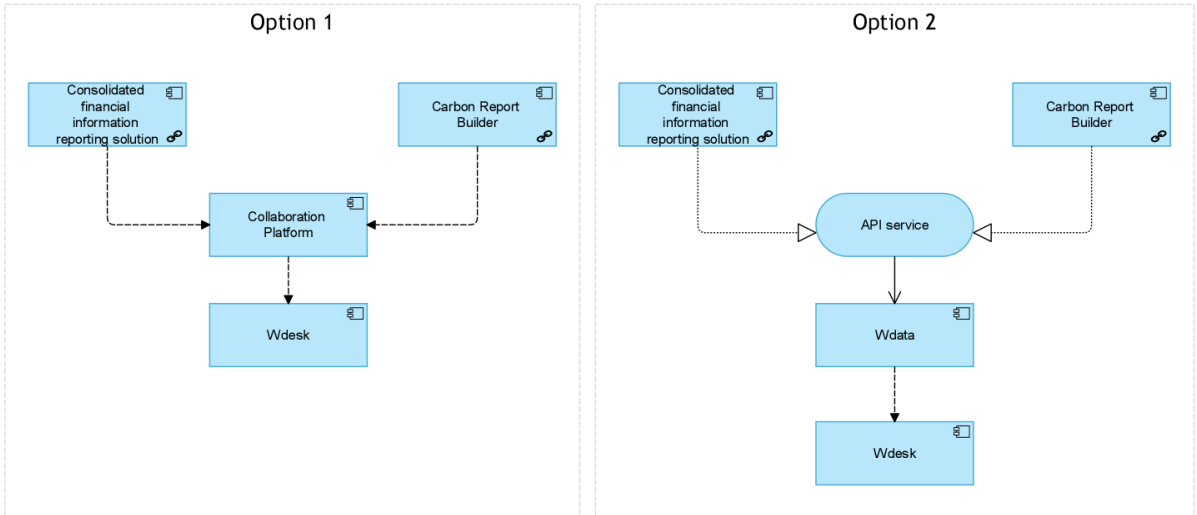 Option 1
Consolidated
financial
information
reporting solution
Carbon Report
Builder
Collaboration
Platform
Wdesk
Option 2
Consolidated
financial
information
reporting solution
Carbon Report
Builder
API service
Wdata
Wdesk